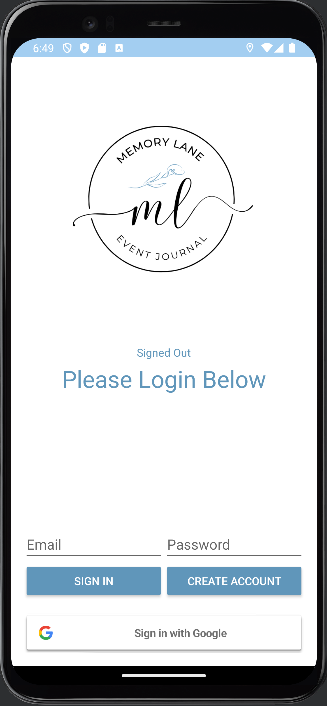 6:49
MEMORY LANE
ml
EVENT JOURNAL
Signed Out
Please Login Below
Email Password
SIGN IN CREATE ACCOUNT
Sign in with Google